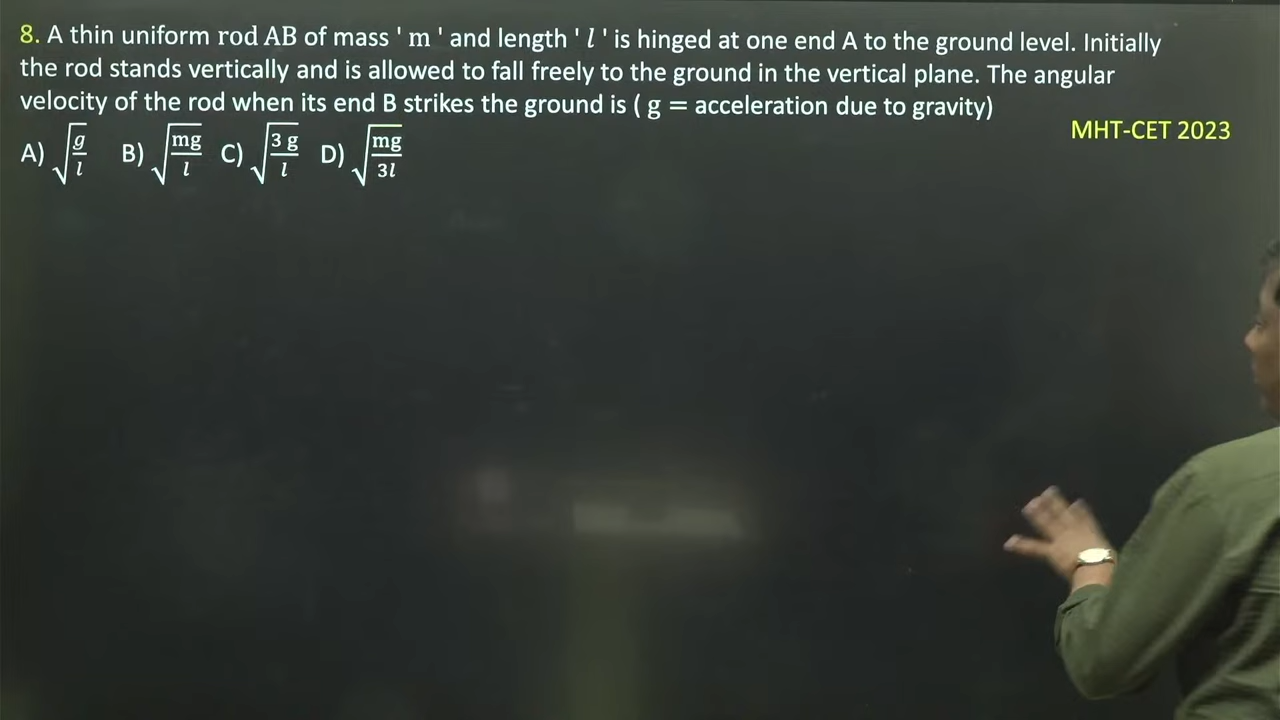 8. A thin uniform rod AB of mass ' m ' and length ' l ' is hinged at one end A to the ground level. Initially
the rod stands vertically and is allowed to fall freely to the ground in the vertical plane. The angular
velocity of the rod when its end B strikes the ground is ( g = acceleration due to gravity)
MHT-CET 2023
A) √(g/l) B) √(mg/l) C) √(3 g/l) D) √(mg/3l)